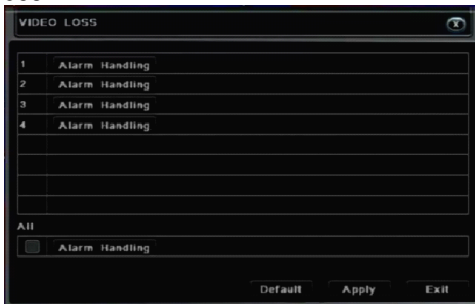 VIDEO LOSS X
1 Alarm Handling
2 Alarm Handling
3 Alarm Handling
4 Alarm Handling
All
Alarm Handling
Default Apply Exit